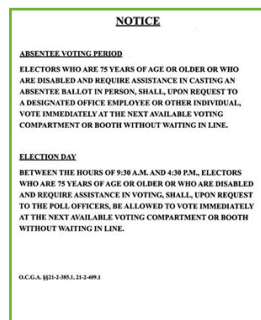 NOTICE
ABSENTEE VOTING PERIOD
ELECTORS WHO ARE 75 YEARS OF AGE OR OLDER OR WHO
ARE DISABLED AND REQUIRE ASSISTANCE IN CASTING AN
ABSENTEE BALLOT IN PERSON, SHALL, UPON REQUEST TO
A DESIGNATED OFFICE EMPLOYEE OR OTHER INDIVIDUAL,
VOTE IMMEDIATELY AT THE NEXT AVAILABLE VOTING
COMPARTMENT OR BOOTH WITHOUT WAITING IN LINE.
ELECTION DAY
BETWEEN THE HOURS OF 9:30 A.M. AND 4:30 P.M., ELECTORS
WHO ARE 75 YEARS OF AGE OR OLDER OR WHO ARE DISABLED
AND REQUIRE ASSISTANCE IN VOTING, SHALL, UPON REQUEST
TO THE POLL OFFICERS, BE ALLOWED TO VOTE IMMEDIATELY
AT THE NEXT AVAILABLE VOTING COMPARTMENT OR BOOTH
WITHOUT WAITING IN LINE.
O.C.G.A. §§21-2-385.1, 21-2-409.1